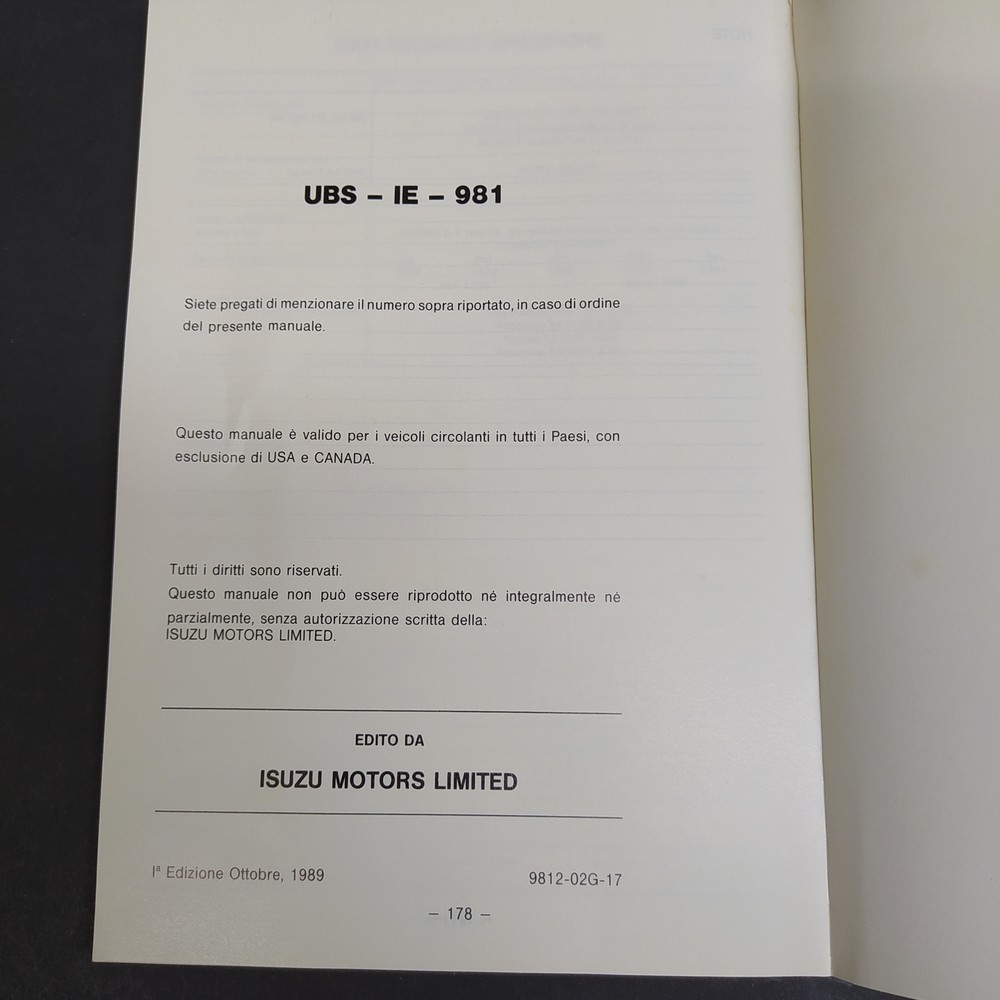 UBS – IE – 981
Siete pregati di menzionare il numero sopra riportato, in caso di ordine
del presente manuale.
Questo manuale è valido per i veicoli circolanti in tutti i Paesi, con
esclusione di USA e CANADA.
Tutti i diritti sono riservati.
Questo manuale non può essere riprodotto né integralmente né
parzialmente, senza autorizzazione scritta della:
ISUZU MOTORS LIMITED.
EDITO DA
ISUZU MOTORS LIMITED
Iª Edizione Ottobre, 1989
9812-02G-17
– 178 –